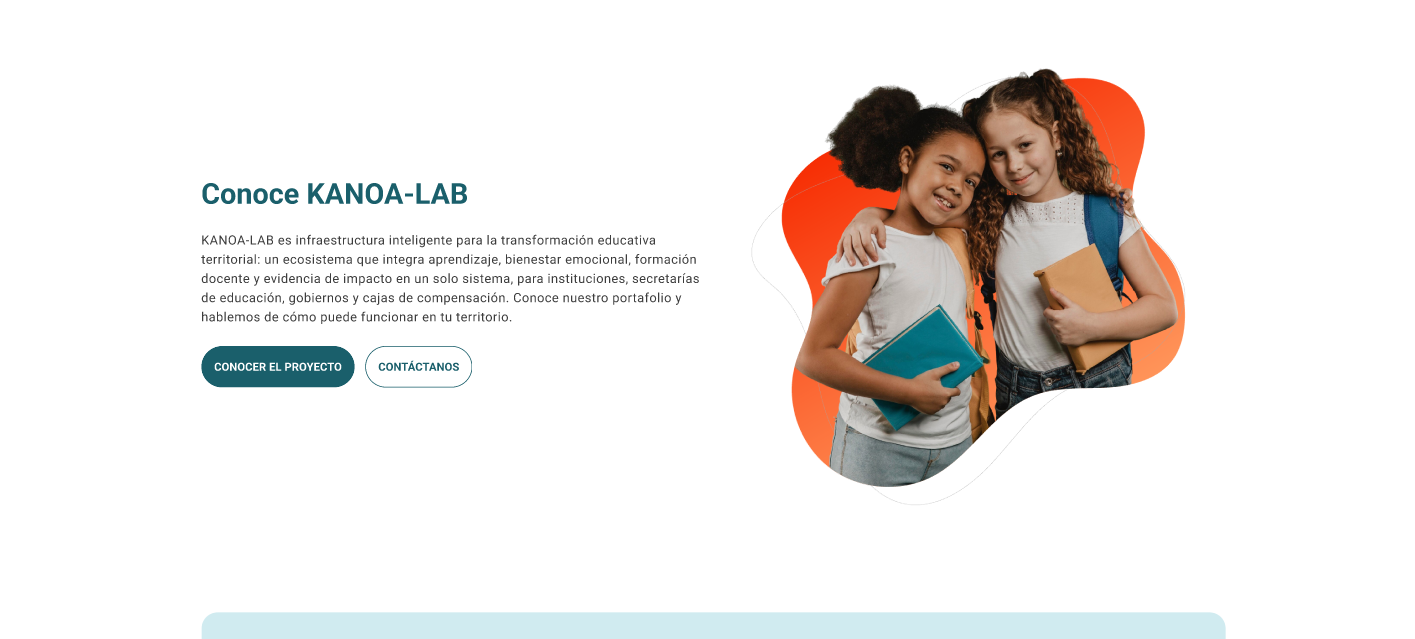 Conoce KANOA-LAB
KANOA-LAB es infraestructura inteligente para la transformación educativa
territorial: un ecosistema que integra aprendizaje, bienestar emocional, formación
docente y evidencia de impacto en un solo sistema, para instituciones, secretarías
de educación, gobiernos y cajas de compensación. Conoce nuestro portafolio y
hablemos de cómo puede funcionar en tu territorio.
CONOCER EL PROYECTO
CONTÁCTANOS